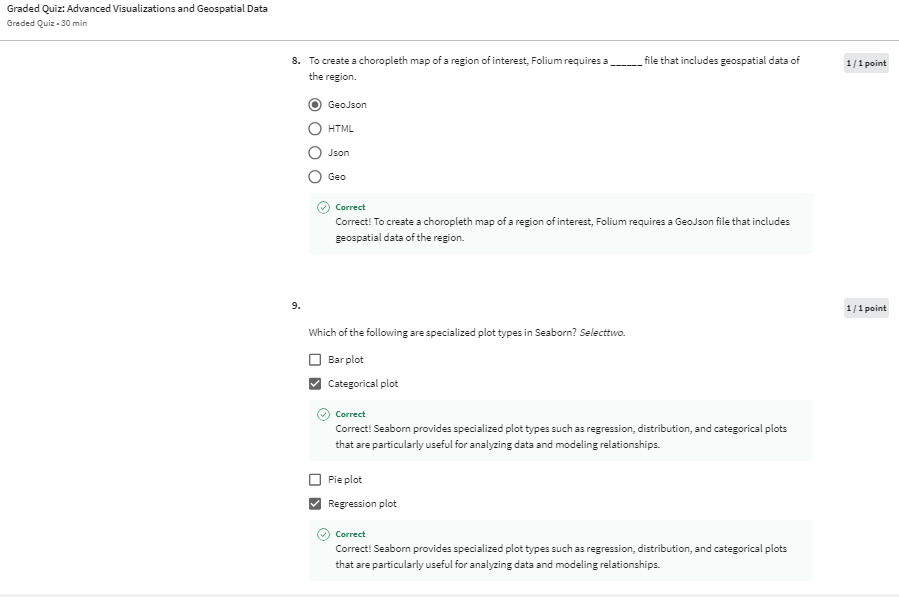 Graded Quiz: Advanced Visualizations and Geospatial Data
Graded Quiz • 30 min
8. To create a choropleth map of a region of interest, Folium requires a ______ file that includes geospatial data of
the region.
1 / 1 point
GeoJson
HTML
Json
Geo
Correct
Correct! To create a choropleth map of a region of interest, Folium requires a GeoJson file that includes
geospatial data of the region.
9.
1 / 1 point
Which of the following are specialized plot types in Seaborn? Selecttwo.
Bar plot
Categorical plot
Correct
Correct! Seaborn provides specialized plot types such as regression, distribution, and categorical plots
that are particularly useful for analyzing data and modeling relationships.
Pie plot
Regression plot
Correct
Correct! Seaborn provides specialized plot types such as regression, distribution, and categorical plots
that are particularly useful for analyzing data and modeling relationships.